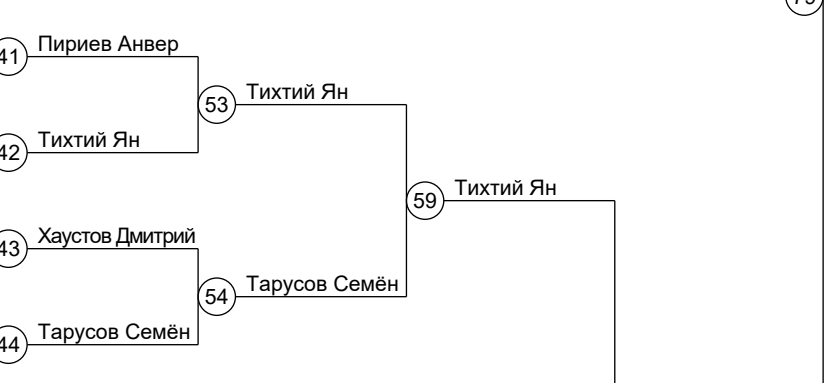 41 Пириев Анвер
53 Тихтий Ян
42 Тихтий Ян
59 Тихтий Ян
43 Хаустов Дмитрий
54 Тарусов Семён
44 Тарусов Семён